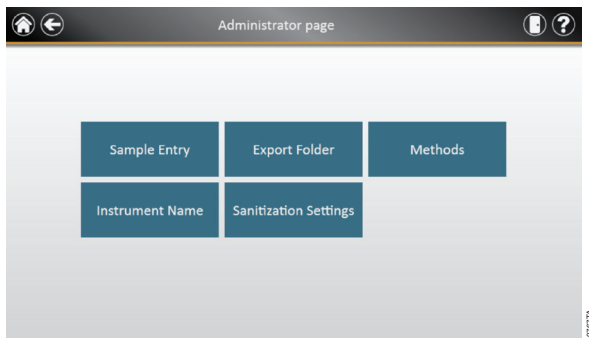 Administrator page
?
Sample Entry
Export Folder
Methods
Instrument Name
Sanitization Settings